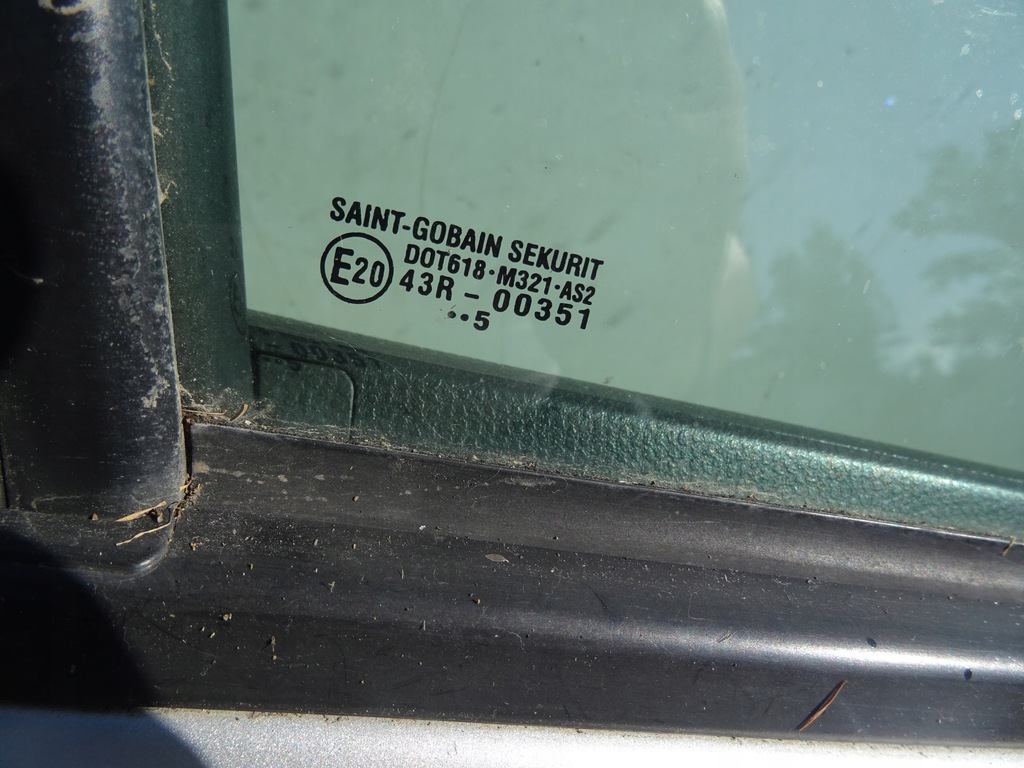 SAINT-GOBAIN SEKURIT
E20 DOT618·M321·AS2
43R - 00351
··5